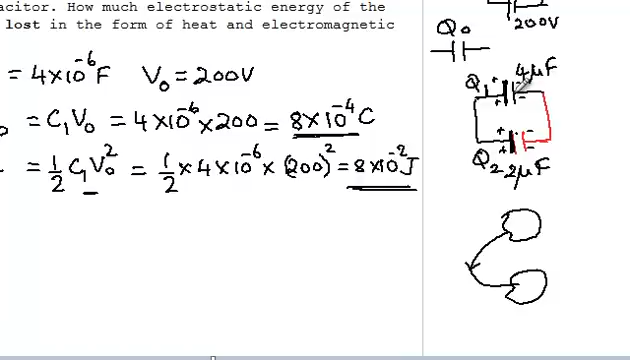 acitor. How much electrostatic energy of the
lost in the form of heat and electromagnetic
= 4×10⁻⁶F V₀ = 200V
= C₁V₀ = 4×10⁻⁶×200 = 8×10⁻⁴C
= 1/2 C₁V₀² = 1/2 × 4×10⁻⁶ × (200)² = 8×10⁻²J
200V
Q₀
Q₁ + - 4μF
+ -
+ -
+ -
Q₂ 2μF